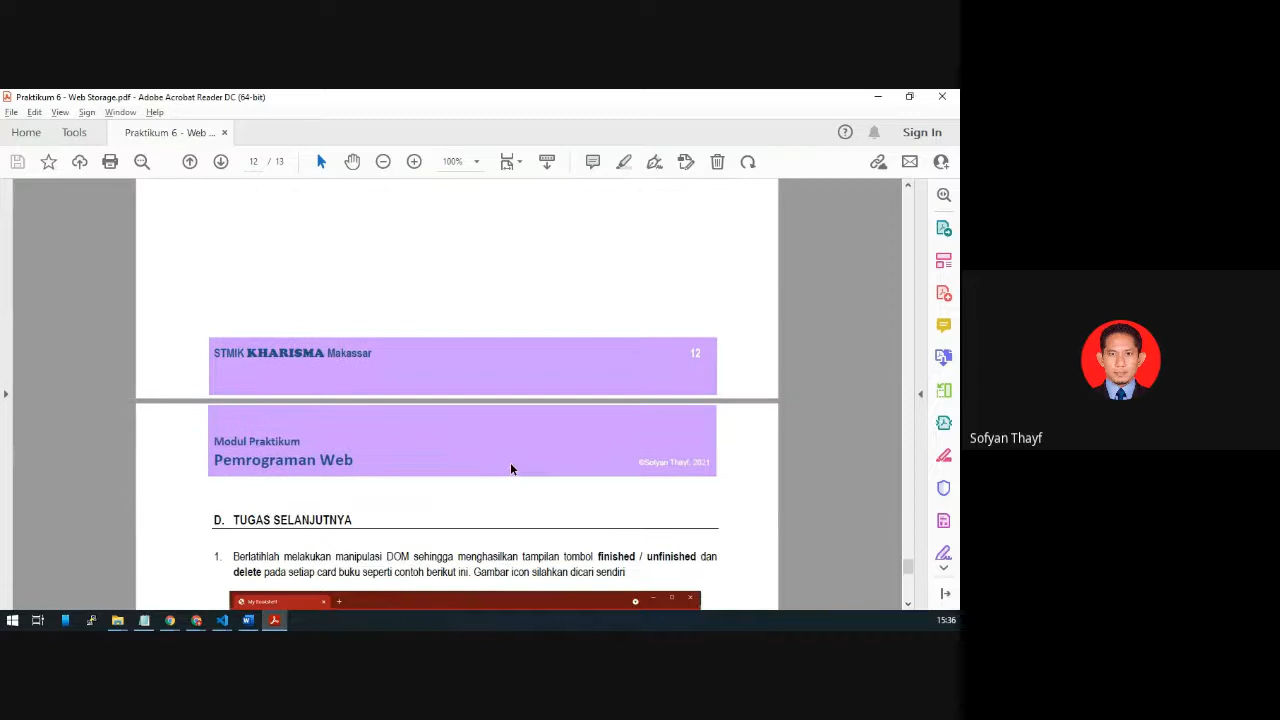 Praktikum 6 - Web Storage.pdf - Adobe Acrobat Reader DC (64-bit)
File Edit View Sign Window Help
Home Tools Praktikum 6 - Web ... × Sign In
12 / 13 100%
STMIK KHARISMA Makassar 12
Modul Praktikum
Pemrograman Web ©Sofyan Thayf, 2021
D. TUGAS SELANJUTNYA
1. Berlatihlah melakukan manipulasi DOM sehingga menghasilkan tampilan tombol finished / unfinished dan
delete pada setiap card buku seperti contoh berikut ini. Gambar icon silahkan dicari sendiri
My Bookshelf
15:36
Sofyan Thayf